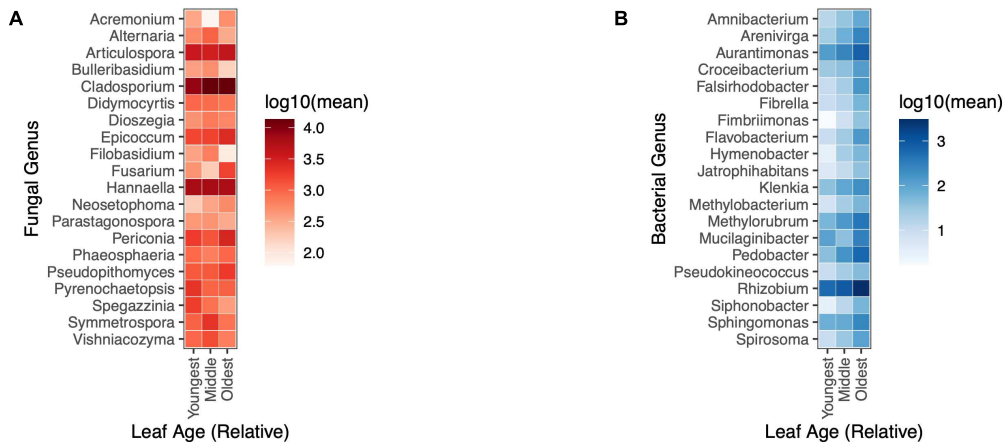 A
Fungal Genus
Acremonium
Alternaria
Articulospora
Bulleribasidium
Cladosporium
Didymocyrtis
Dioszegia
Epicoccum
Filobasidium
Fusarium
Hannaella
Neosetophoma
Parastagonospora
Periconia
Phaeosphaeria
Pseudopithomyces
Pyrenochaetopsis
Spegazzinia
Symmetrospora
Vishniacozyma
Youngest
Middle
Oldest
Leaf Age (Relative)
log10(mean)
4.0
3.5
3.0
2.5
2.0
B
Bacterial Genus
Amnibacterium
Arenivirga
Aurantimonas
Croceibacterium
Falsirhodobacter
Fibrella
Fimbriimonas
Flavobacterium
Hymenobacter
Jatrophihabitans
Klenkia
Methylobacterium
Methylorubrum
Mucilaginibacter
Pedobacter
Pseudokineococcus
Rhizobium
Siphonobacter
Sphingomonas
Spirosoma
Youngest
Middle
Oldest
Leaf Age (Relative)
log10(mean)
3
2
1